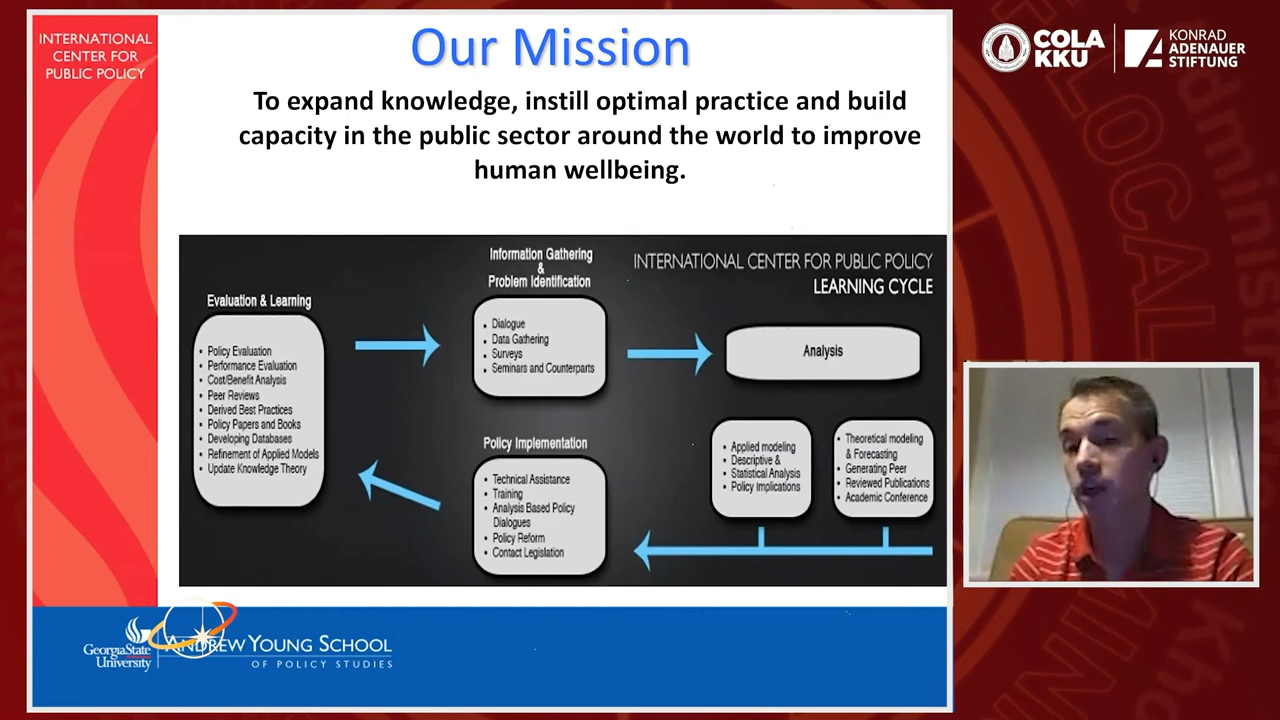 INTERNATIONAL
CENTER FOR
PUBLIC POLICY
Our Mission
To expand knowledge, instill optimal practice and build
capacity in the public sector around the world to improve
human wellbeing.
INTERNATIONAL CENTER FOR PUBLIC POLICY
LEARNING CYCLE
Evaluation & Learning
• Policy Evaluation
• Performance Evaluation
• Cost/Benefit Analysis
• Peer Reviews
• Derived Best Practices
• Policy Papers and Books
• Developing Databases
• Refinement of Applied Models
• Update Knowledge Theory
Information Gathering
&
Problem Identification
• Dialogue
• Data Gathering
• Surveys
• Seminars and Counterparts
Analysis
• Applied modeling
• Descriptive &
• Statistical Analysis
• Policy Implications
• Theoretical modeling
& Forecasting
• Generating Peer
• Reviewed Publications
• Academic Conference
Policy Implementation
• Technical Assistance
• Training
• Analysis Based Policy
Dialogues
• Policy Reform
• Contact Legislation
GeorgiaState
University
ANDREW YOUNG SCHOOL
OF POLICY STUDIES
COLA
KKU
KONRAD
ADENAUER
STIFTUNG
LOCAL